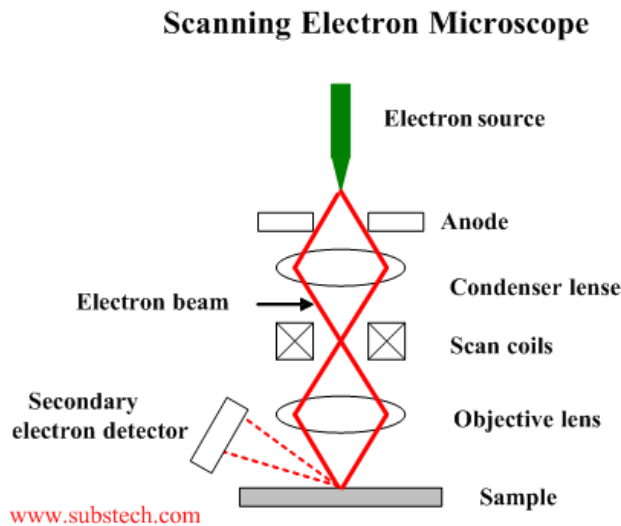 Scanning Electron Microscope
Electron source
Anode
Condenser lense
Electron beam
Scan coils
Secondary
electron detector
Objective lens
Sample
www.substech.com